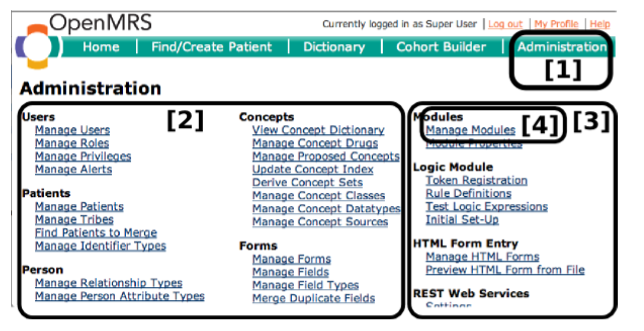 OpenMRS
Currently logged in as Super User | Log out | My Profile | Help
Home | Find/Create Patient | Dictionary | Cohort Builder | Administration
[1]
Administration
[2]
Users
Manage Users
Manage Roles
Manage Privileges
Manage Alerts
Patients
Manage Patients
Manage Tribes
Find Patients to Merge
Manage Identifier Types
Person
Manage Relationship Types
Manage Person Attribute Types
Concepts
View Concept Dictionary
Manage Concept Drugs
Manage Proposed Concepts
Update Concept Index
Derive Concept Sets
Manage Concept Classes
Manage Concept Datatypes
Manage Concept Sources
Forms
Manage Forms
Manage Fields
Manage Field Types
Merge Duplicate Fields
[3]
Modules
Manage Modules [4]
Module Properties
Logic Module
Token Registration
Rule Definitions
Test Logic Expressions
Initial Set-Up
HTML Form Entry
Manage HTML Forms
Preview HTML Form from File
REST Web Services
Settings